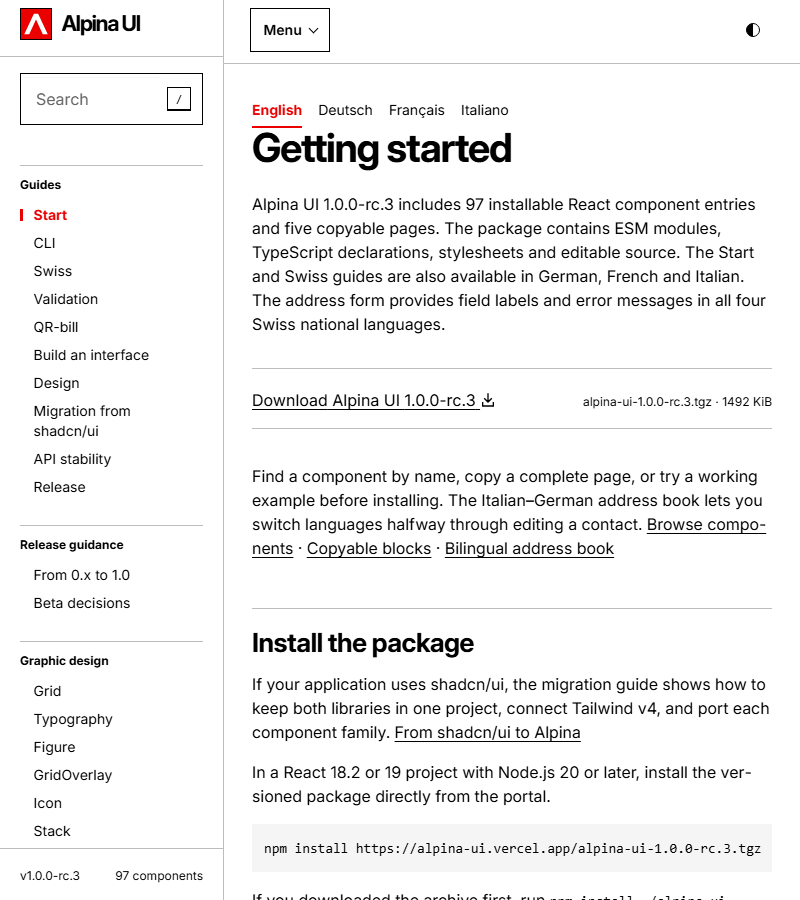 Alpina UI
Menu
Search
/
Guides
Start
CLI
Swiss
Validation
QR-bill
Build an interface
Design
Migration from
shadcn/ui
API stability
Release
Release guidance
From 0.x to 1.0
Beta decisions
Graphic design
Grid
Typography
Figure
GridOverlay
Icon
Stack
v1.0.0-rc.3 97 components
English Deutsch Français Italiano
Getting started
Alpina UI 1.0.0-rc.3 includes 97 installable React component entries
and five copyable pages. The package contains ESM modules,
TypeScript declarations, stylesheets and editable source. The Start
and Swiss guides are also available in German, French and Italian.
The address form provides field labels and error messages in all four
Swiss national languages.
Download Alpina UI 1.0.0-rc.3 alpina-ui-1.0.0-rc.3.tgz · 1492 KiB
Find a component by name, copy a complete page, or try a working
example before installing. The Italian–German address book lets you
switch languages halfway through editing a contact. Browse compo-
nents · Copyable blocks · Bilingual address book
Install the package
If your application uses shadcn/ui, the migration guide shows how to
keep both libraries in one project, connect Tailwind v4, and port each
component family. From shadcn/ui to Alpina
In a React 18.2 or 19 project with Node.js 20 or later, install the ver-
sioned package directly from the portal.
npm install https://alpina-ui.vercel.app/alpina-ui-1.0.0-rc.3.tgz
If you downloaded the archive first, run npm install ./alpina-ui-